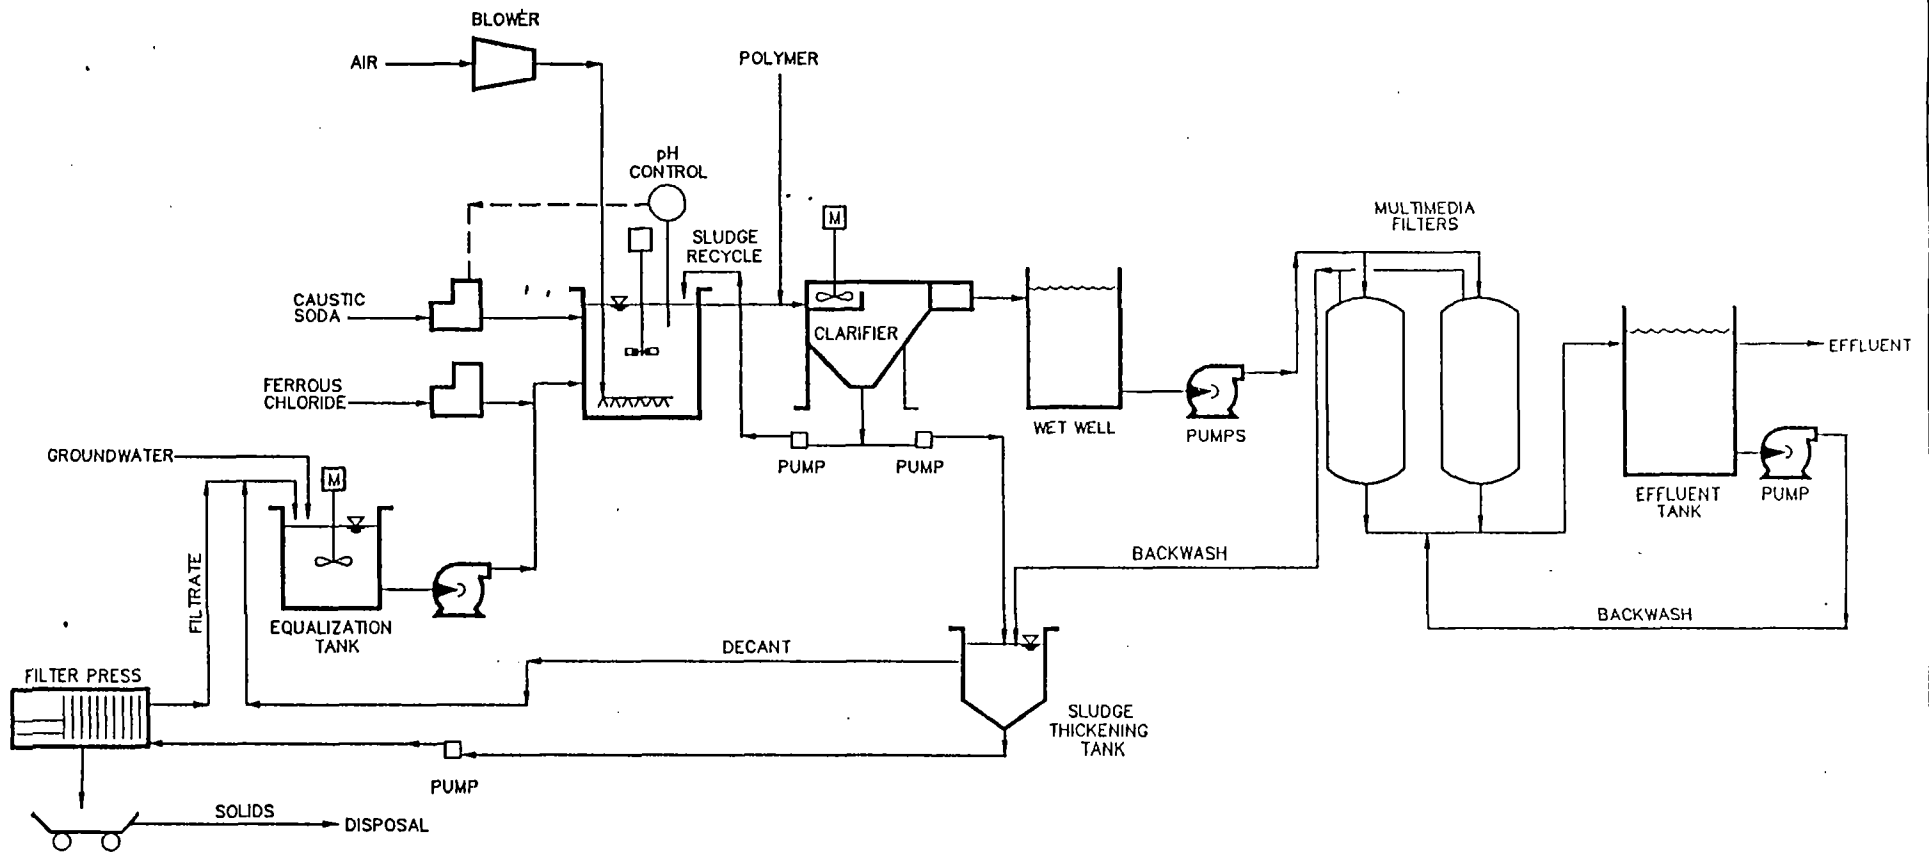 BLOWER
AIR
POLYMER
pH
CONTROL
M
SLUDGE
RECYCLE
MULTIMEDIA
FILTERS
CAUSTIC
SODA
CLARIFIER
EFFLUENT
FERROUS
CHLORIDE
WET WELL
PUMPS
GROUNDWATER
PUMP
PUMP
M
EFFLUENT
TANK
PUMP
BACKWASH
FILTRATE
BACKWASH
EQUALIZATION
TANK
DECANT
FILTER PRESS
SLUDGE
THICKENING
TANK
PUMP
SOLIDS
DISPOSAL